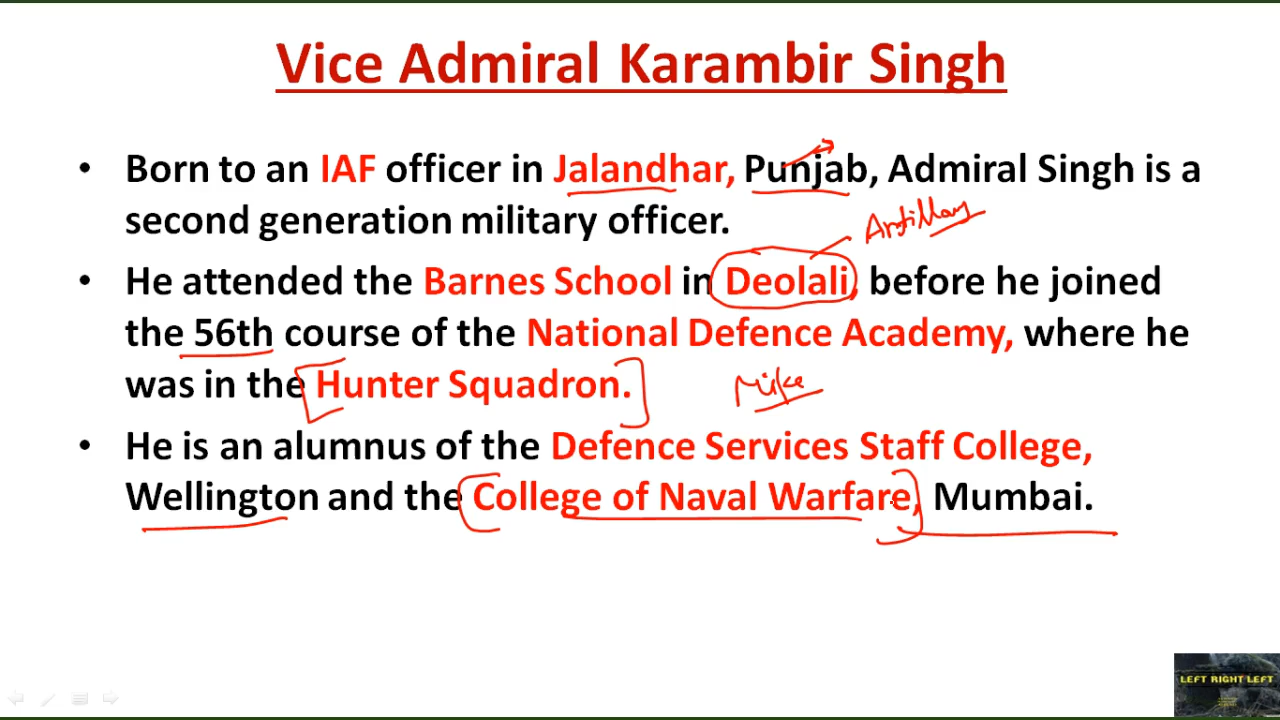 Vice Admiral Karambir Singh
• Born to an IAF officer in Jalandhar, Punjab, Admiral Singh is a
second generation military officer.
Artillary
• He attended the Barnes School in Deolali, before he joined
the 56th course of the National Defence Academy, where he
was in the Hunter Squadron.
Mike
• He is an alumnus of the Defence Services Staff College,
Wellington and the College of Naval Warfare, Mumbai.
LEFT RIGHT LEFT